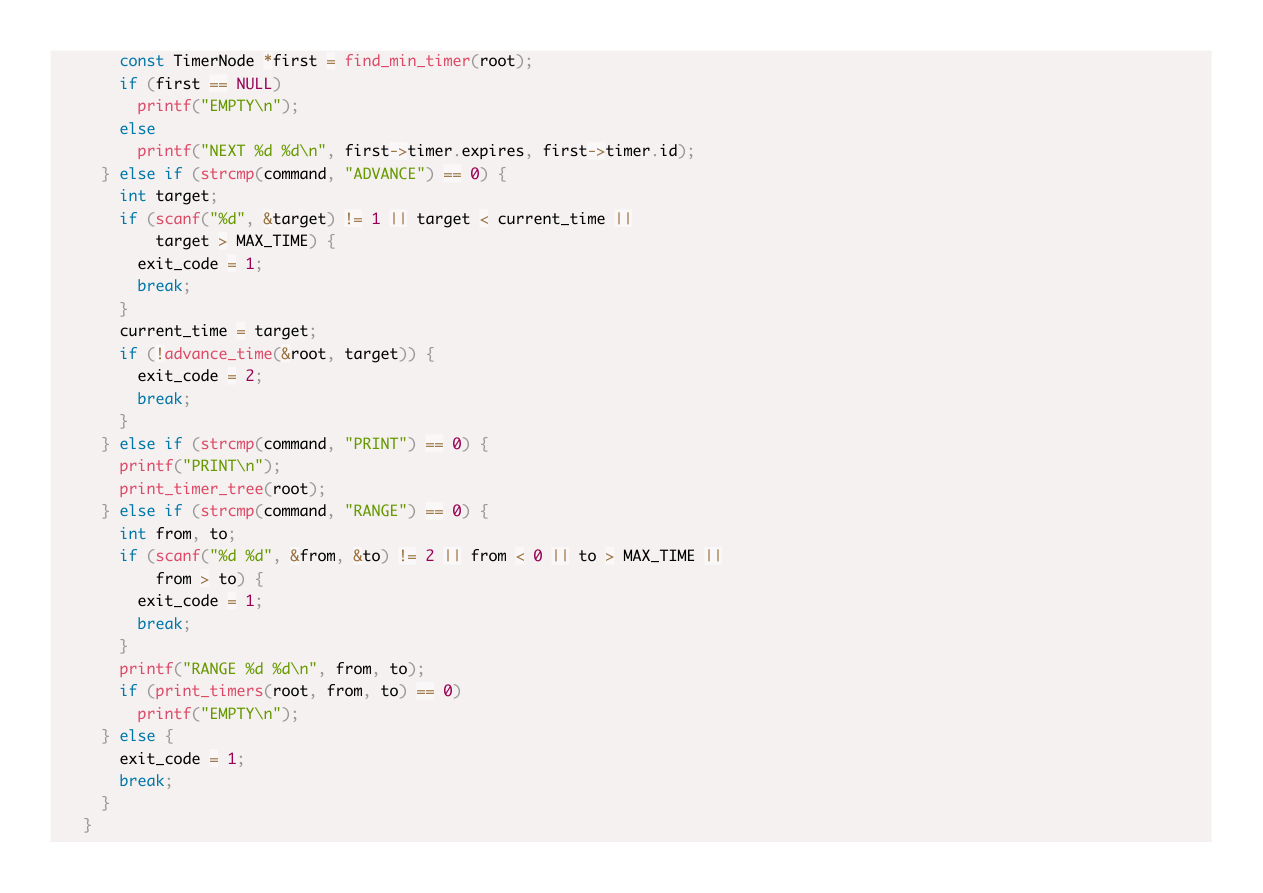 const TimerNode *first = find_min_timer(root);
if (first == NULL)
printf("EMPTY\n");
else
printf("NEXT %d %d\n", first->timer.expires, first->timer.id);
} else if (strcmp(command, "ADVANCE") == 0) {
int target;
if (scanf("%d", &target) != 1 || target < current_time ||
target > MAX_TIME) {
exit_code = 1;
break;
}
current_time = target;
if (!advance_time(&root, target)) {
exit_code = 2;
break;
}
} else if (strcmp(command, "PRINT") == 0) {
printf("PRINT\n");
print_timer_tree(root);
} else if (strcmp(command, "RANGE") == 0) {
int from, to;
if (scanf("%d %d", &from, &to) != 2 || from < 0 || to > MAX_TIME ||
from > to) {
exit_code = 1;
break;
}
printf("RANGE %d %d\n", from, to);
if (print_timers(root, from, to) == 0)
printf("EMPTY\n");
} else {
exit_code = 1;
break;
}
}